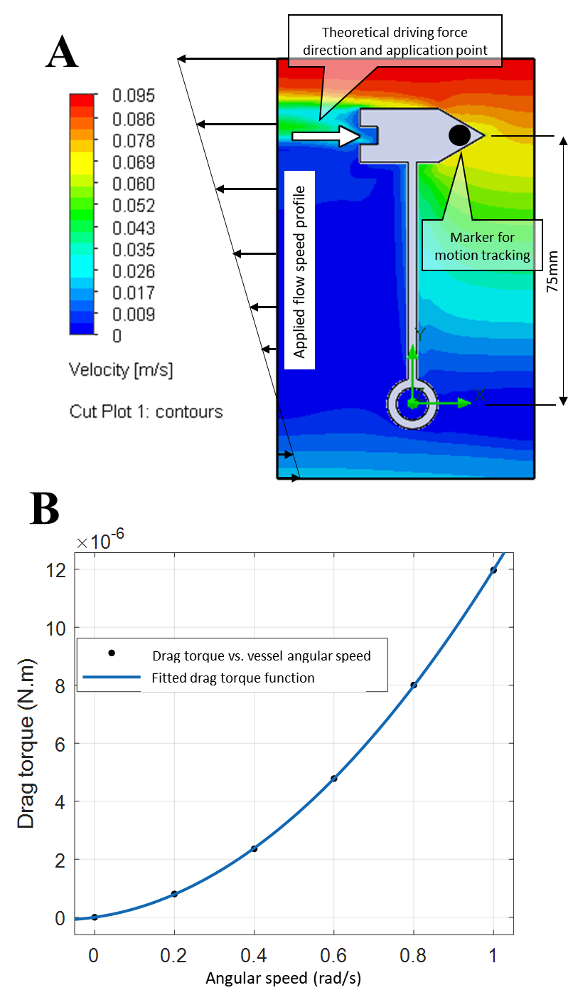 A
Theoretical driving force
direction and application point
0.095
0.086
0.078
0.069
0.060
0.052
0.043
0.035
0.026
0.017
0.009
0
Velocity [m/s]
Cut Plot 1: contours
Applied flow speed profile
Marker for
motion tracking
75mm
Y
X
B
×10-6
12
10
8
6
4
2
0
Drag torque (N.m)
Drag torque vs. vessel angular speed
Fitted drag torque function
0 0.2 0.4 0.6 0.8 1
Angular speed (rad/s)